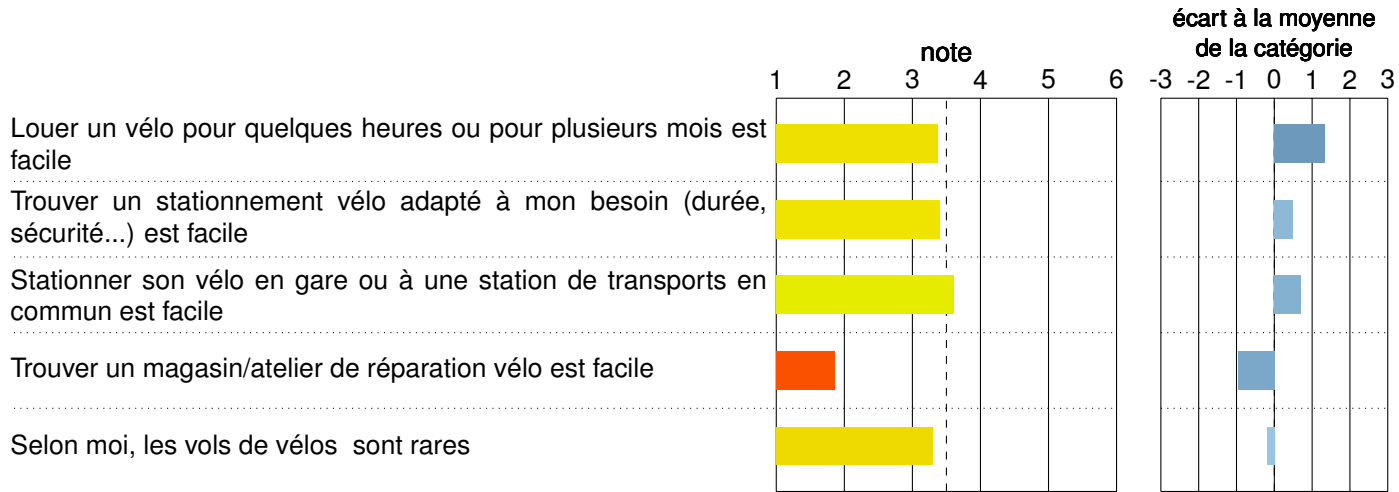 écart à la moyenne
de la catégorie
note
1 2 3 4 5 6
-3 -2 -1 0 1 2 3
Louer un vélo pour quelques heures ou pour plusieurs mois est
facile
Trouver un stationnement vélo adapté à mon besoin (durée,
sécurité...) est facile
Stationner son vélo en gare ou à une station de transports en
commun est facile
Trouver un magasin/atelier de réparation vélo est facile
Selon moi, les vols de vélos sont rares